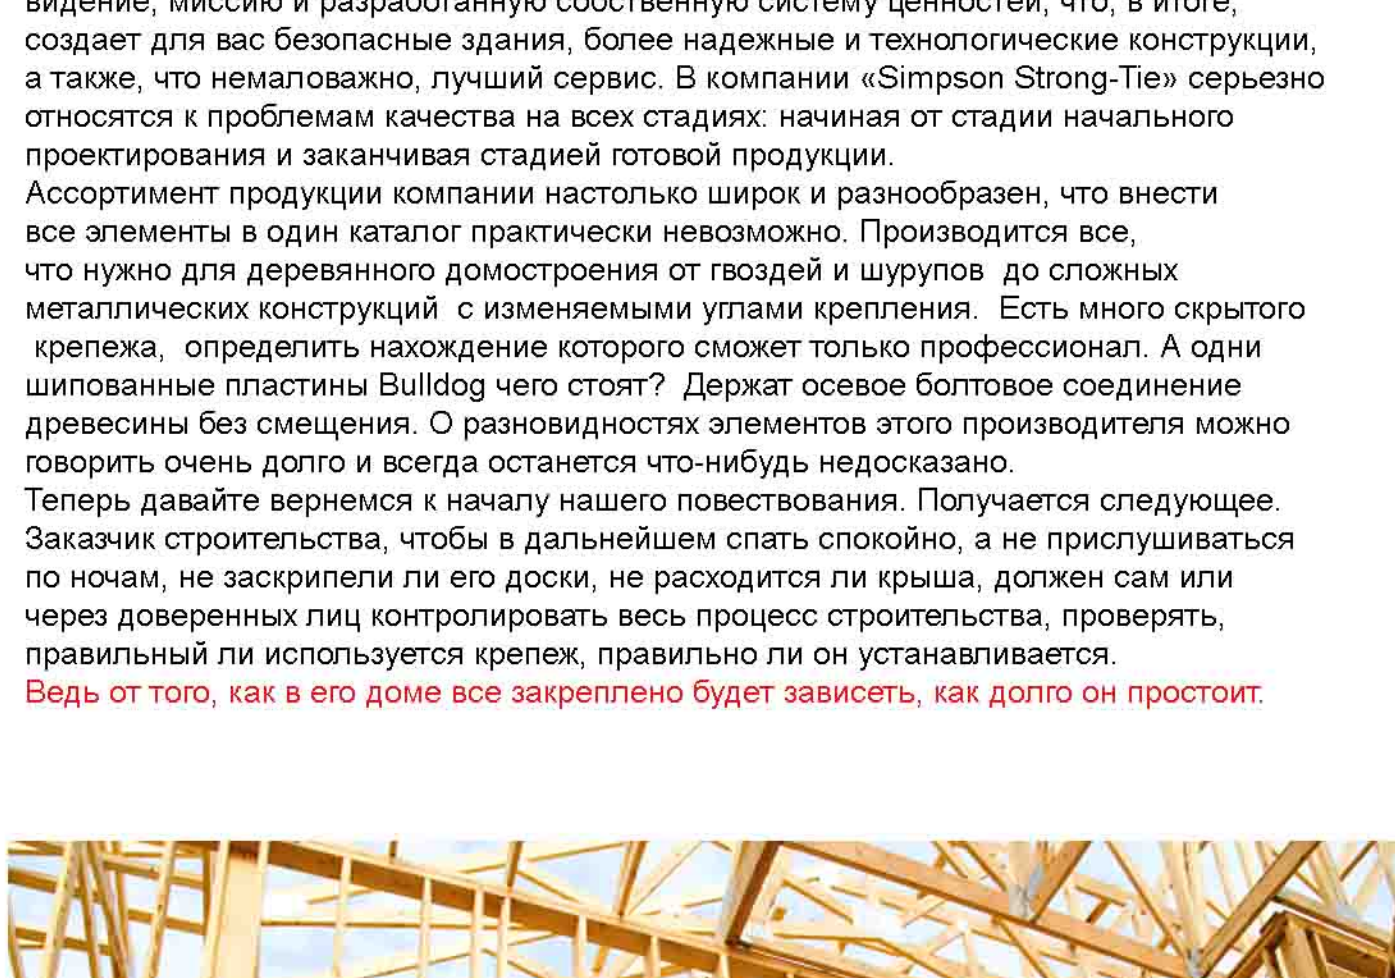 видение, миссию и разработанную собственную систему ценностей, что, в итоге,
создает для вас безопасные здания, более надежные и технологические конструкции,
а также, что немаловажно, лучший сервис. В компании «Simpson Strong-Tie» серьезно
относятся к проблемам качества на всех стадиях: начиная от стадии начального
проектирования и заканчивая стадией готовой продукции.
Ассортимент продукции компании настолько широк и разнообразен, что внести
все элементы в один каталог практически невозможно. Производится все,
что нужно для деревянного домостроения от гвоздей и шурупов  до сложных
металлических конструкций  с изменяемыми углами крепления.  Есть много скрытого
крепежа,  определить нахождение которого сможет только профессионал. А одни
шипованные пластины Bulldog чего стоят?  Держат осевое болтовое соединение
древесины без смещения. О разновидностях элементов этого производителя можно
говорить очень долго и всегда останется что-нибудь недосказано.
Теперь давайте вернемся к началу нашего повествования. Получается следующее.
Заказчик строительства, чтобы в дальнейшем спать спокойно, а не прислушиваться
по ночам, не заскрипели ли его доски, не расходится ли крыша, должен сам или
через доверенных лиц контролировать весь процесс строительства, проверять,
правильный ли используется крепеж, правильно ли он устанавливается.
Ведь от того, как в его доме все закреплено будет зависеть, как долго он простоит.